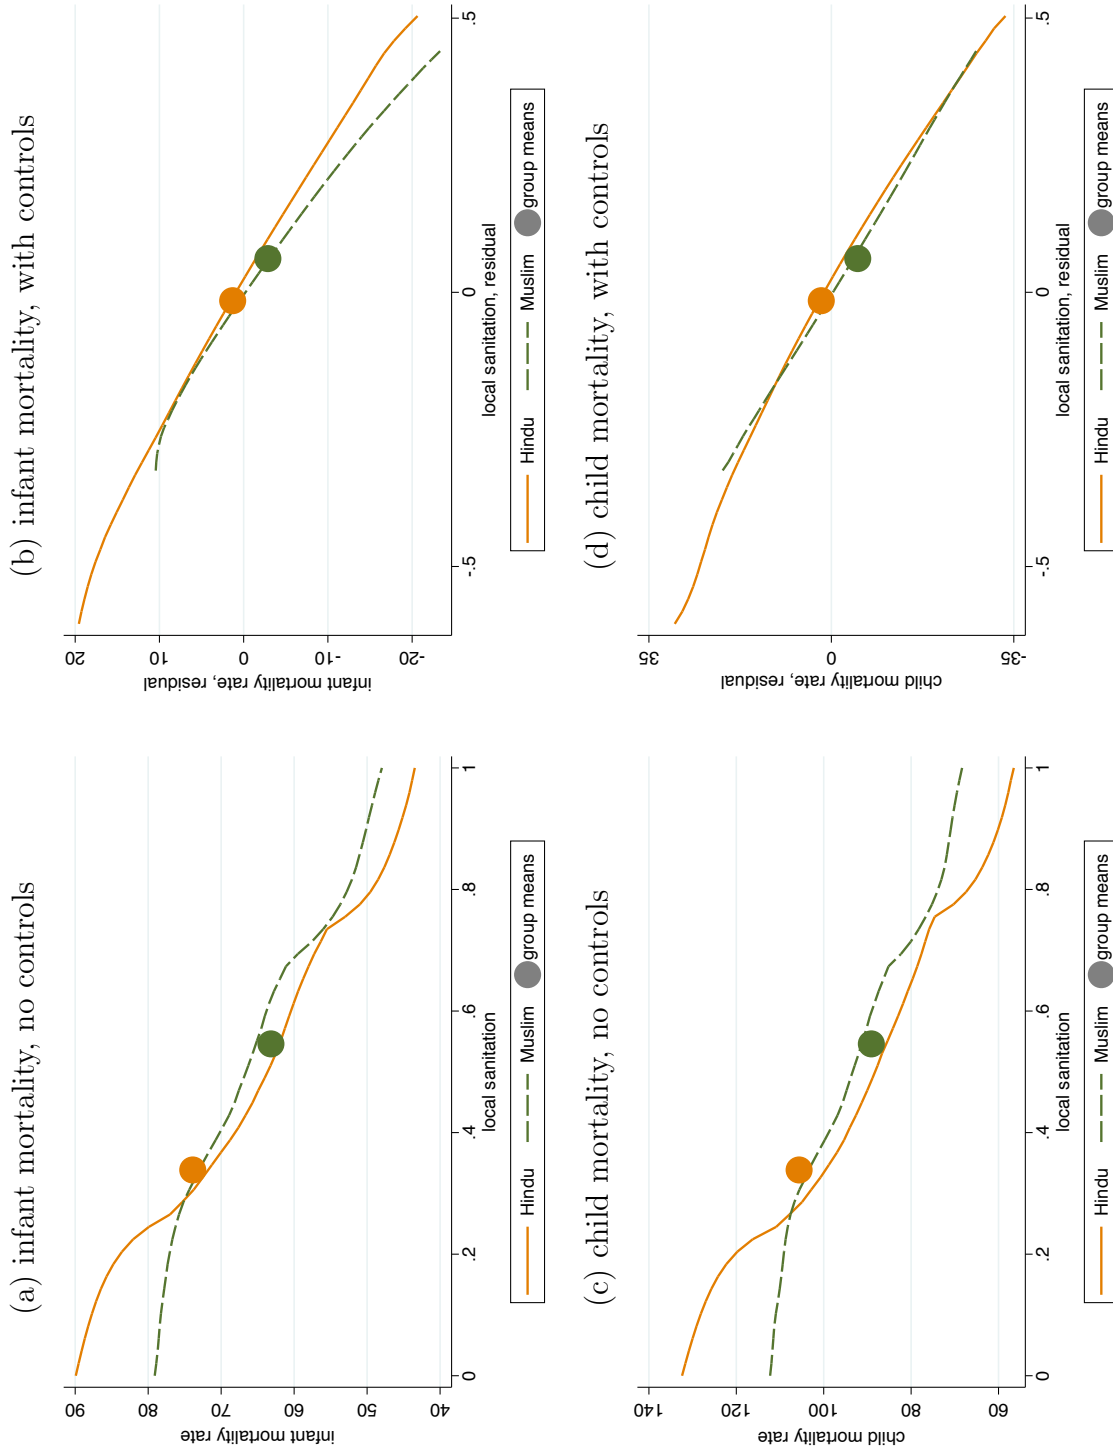 (a) infant mortality, no controls
90
80
70
60
50
40
infant mortality rate
0
.2
.4
.6
.8
1
local sanitation
Hindu
Muslim
group means
(b) infant mortality, with controls
20
10
0
-10
-20
infant mortality rate, residual
-.5
0
.5
local sanitation, residual
Hindu
Muslim
group means
(c) child mortality, no controls
140
120
100
80
60
child mortality rate
0
.2
.4
.6
.8
1
local sanitation
Hindu
Muslim
group means
(d) child mortality, with controls
35
0
-35
child mortality rate, residual
-.5
0
.5
local sanitation, residual
Hindu
Muslim
group means